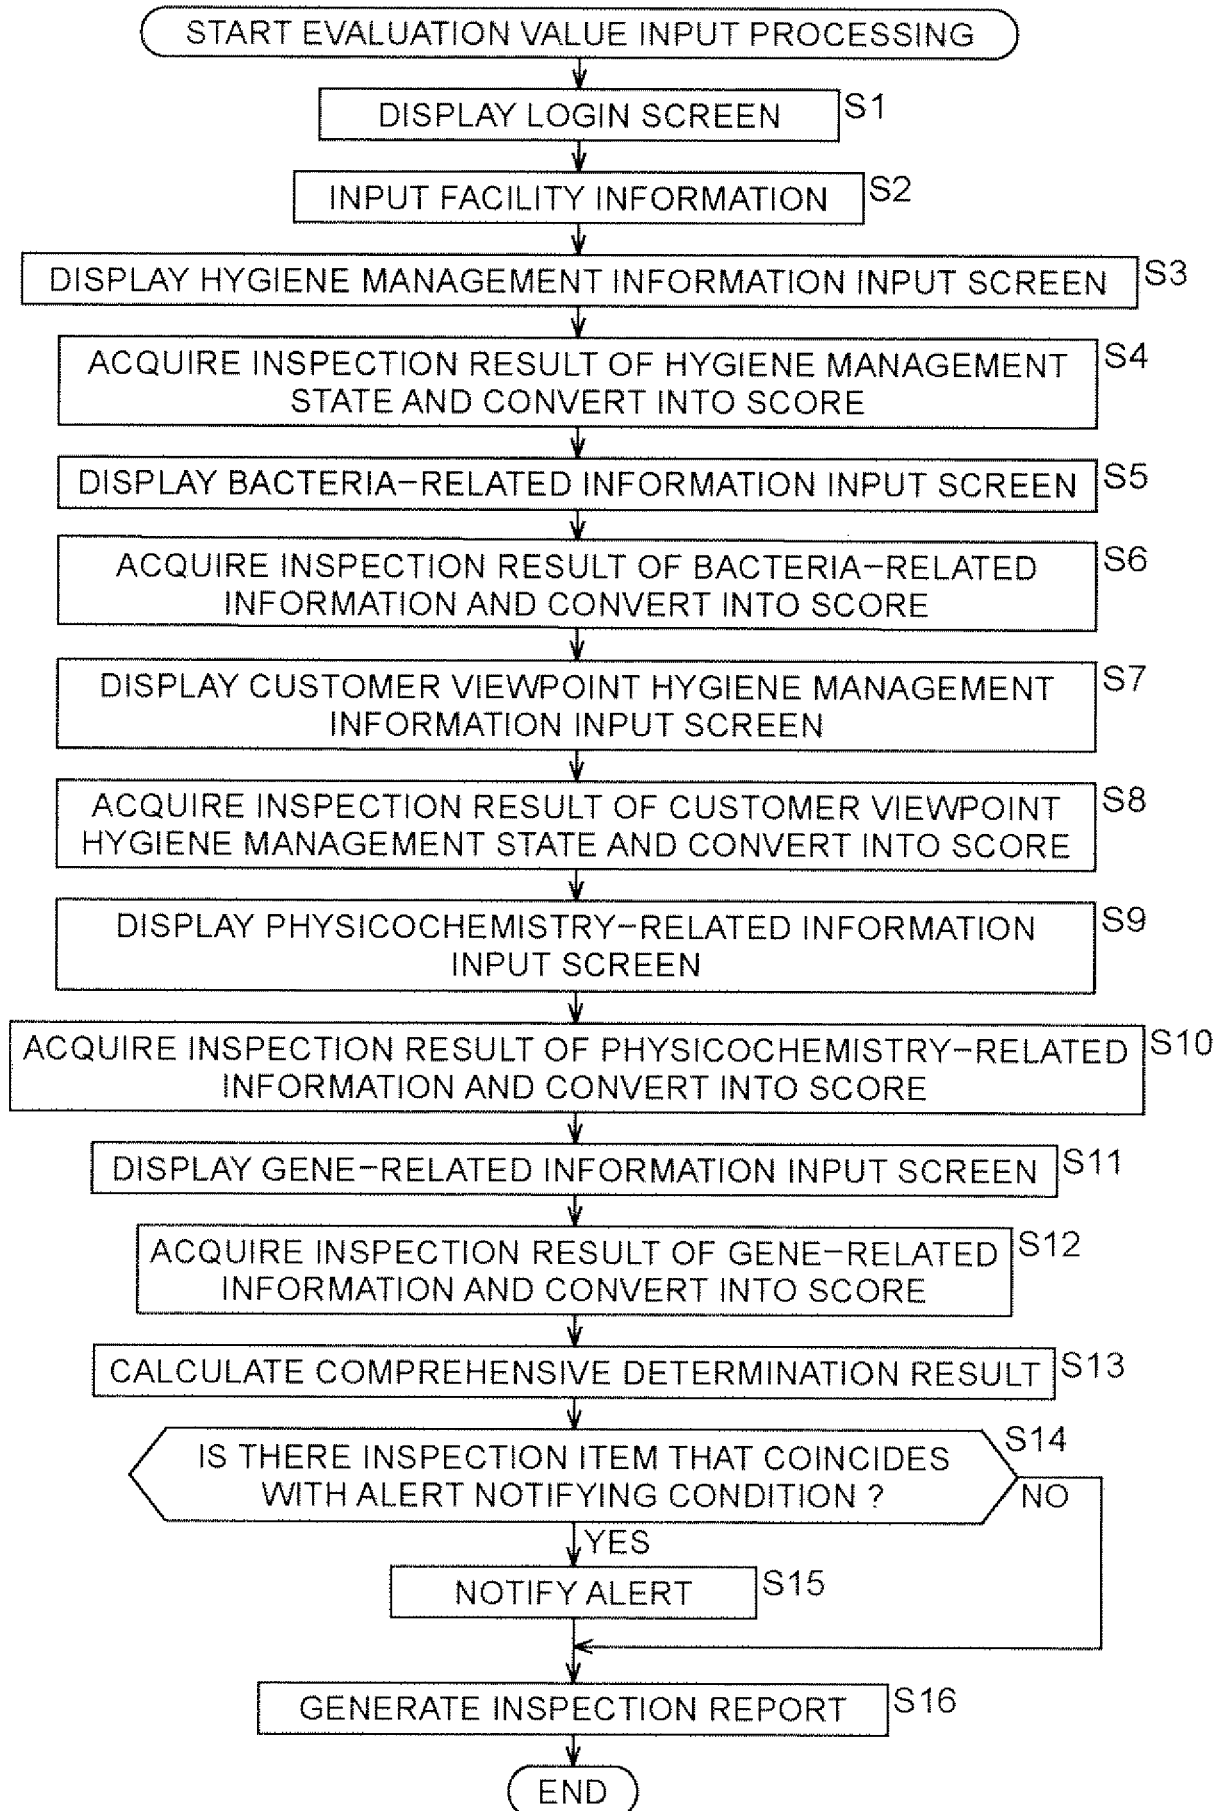 START EVALUATION VALUE INPUT PROCESSING
DISPLAY LOGIN SCREEN S1
INPUT FACILITY INFORMATION S2
DISPLAY HYGIENE MANAGEMENT INFORMATION INPUT SCREEN S3
ACQUIRE INSPECTION RESULT OF HYGIENE MANAGEMENT S4
STATE AND CONVERT INTO SCORE
DISPLAY BACTERIA-RELATED INFORMATION INPUT SCREEN S5
ACQUIRE INSPECTION RESULT OF BACTERIA-RELATED S6
INFORMATION AND CONVERT INTO SCORE
DISPLAY CUSTOMER VIEWPOINT HYGIENE MANAGEMENT S7
INFORMATION INPUT SCREEN
ACQUIRE INSPECTION RESULT OF CUSTOMER VIEWPOINT S8
HYGIENE MANAGEMENT STATE AND CONVERT INTO SCORE
DISPLAY PHYSICOCHEMISTRY-RELATED INFORMATION S9
INPUT SCREEN
ACQUIRE INSPECTION RESULT OF PHYSICOCHEMISTRY-RELATED S10
INFORMATION AND CONVERT INTO SCORE
DISPLAY GENE-RELATED INFORMATION INPUT SCREEN S11
ACQUIRE INSPECTION RESULT OF GENE-RELATED S12
INFORMATION AND CONVERT INTO SCORE
CALCULATE COMPREHENSIVE DETERMINATION RESULT S13
IS THERE INSPECTION ITEM THAT COINCIDES S14
WITH ALERT NOTIFYING CONDITION ? NO
YES
NOTIFY ALERT S15
GENERATE INSPECTION REPORT S16
END